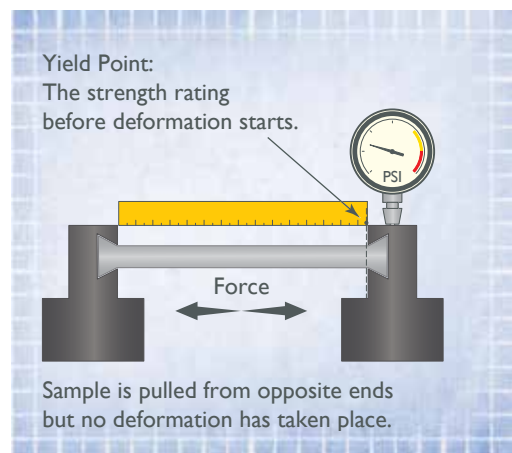 Yield Point:
The strength rating
before deformation starts.
PSI
Force
Sample is pulled from opposite ends
but no deformation has taken place.